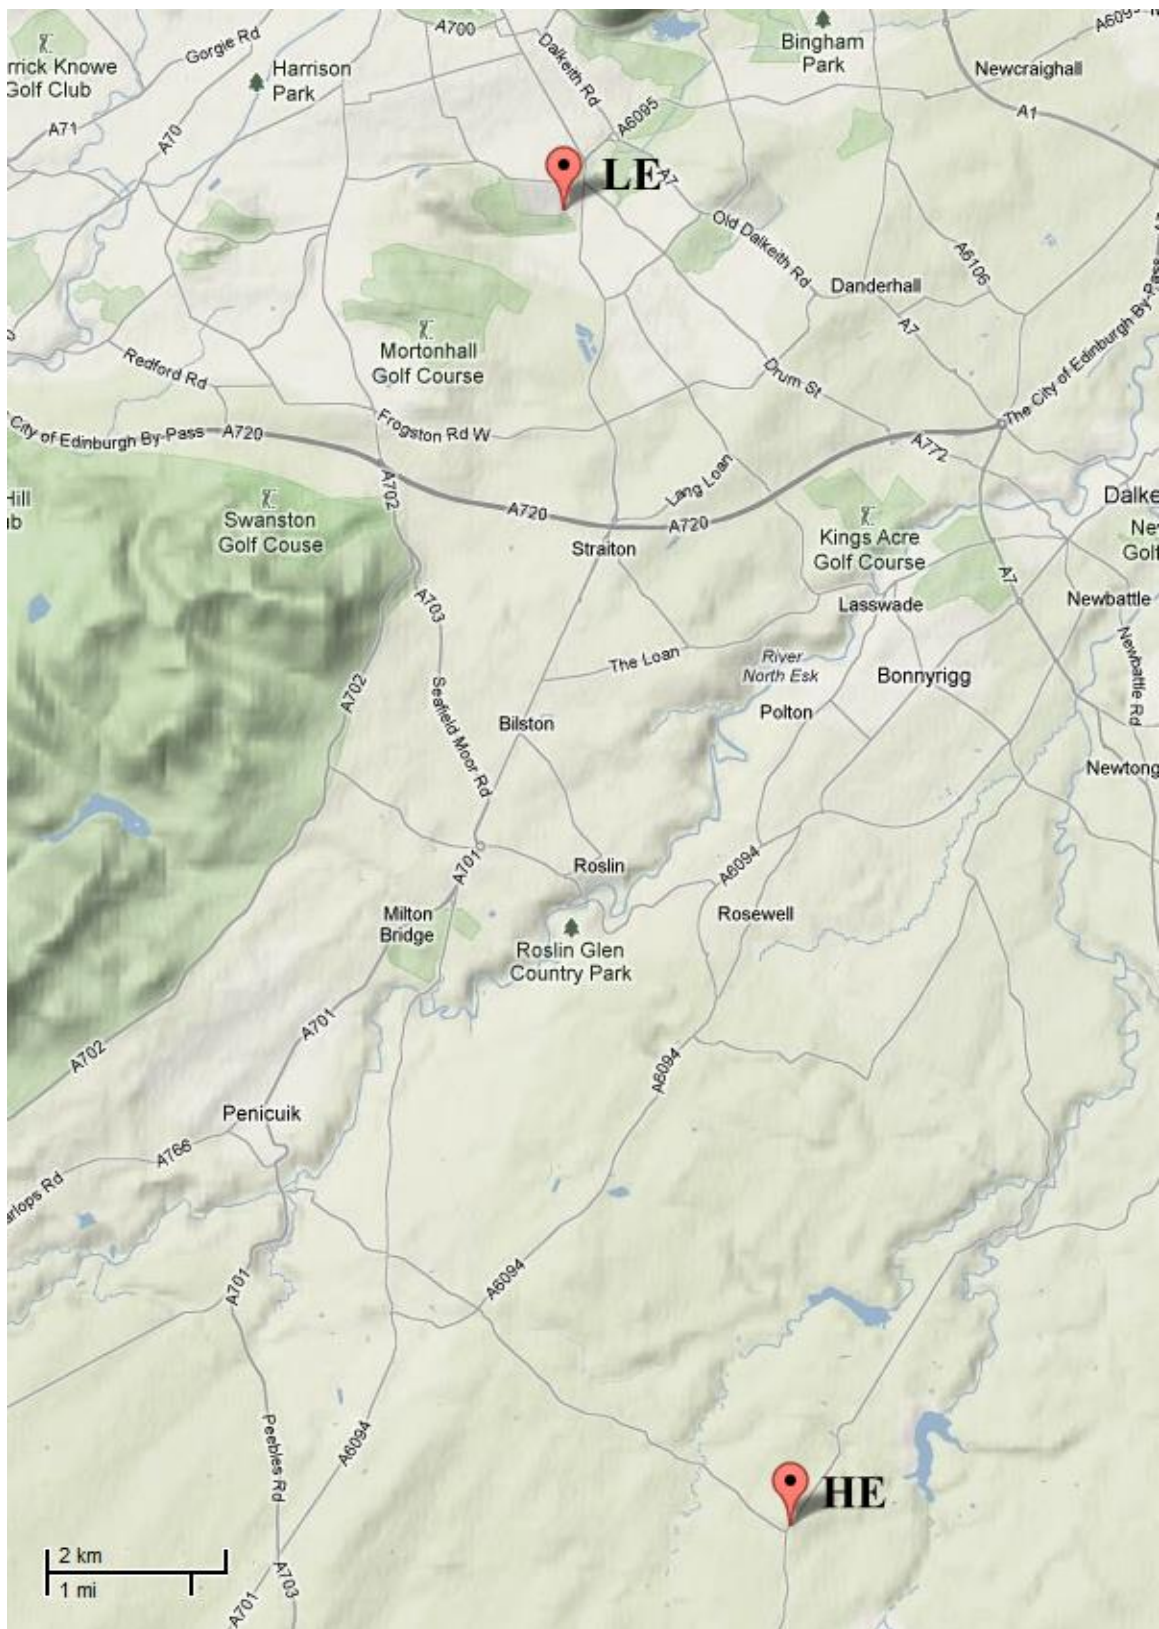 A700
A609
Gorgie Rd
Dalkeith Rd
Bingham
Park
rrick Knowe
Golf Club
Harrison
Park
Newcraighall
A71
A70
A6095
A1
LE
A7
Old Dalkeith Rd
A6106
Danderhall
A7
The City of Edinburgh By-Pass
Mortonhall
Golf Course
Redford Rd
Drum St
City of Edinburgh By-Pass
A720
Frogston Rd W
A772
A702
Lang Loan
Hill
ub
Swanston
Golf Couse
A720
A720
Kings Acre
Golf Course
Dalke
Ne
Golf
Straiton
A703
A7
Lasswade
Newbattle
The Loan
River
North Esk
Bonnyrigg
Newbattle Rd
A702
Seafield Moor Rd
Bilston
Polton
Newtong
A701
Roslin
A6094
Milton
Bridge
Rosewell
Roslin Glen
Country Park
A701
A702
A6094
Penicuik
A766
arlops Rd
A701
A6094
Peebles Rd
A6094
HE
2 km
1 mi
A703
A701